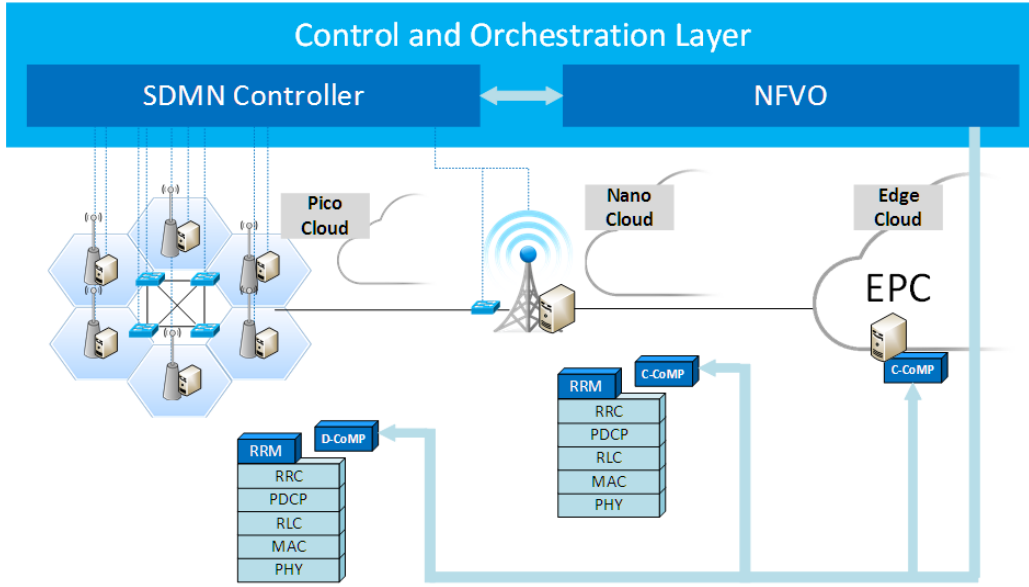 Control and Orchestration Layer
SDMN Controller
NFVO
Pico
Cloud
Nano
Cloud
Edge
Cloud
EPC
C-CoMP
C-CoMP
RRM
RRC
PDCP
RLC
MAC
PHY
D-CoMP
RRM
RRC
PDCP
RLC
MAC
PHY